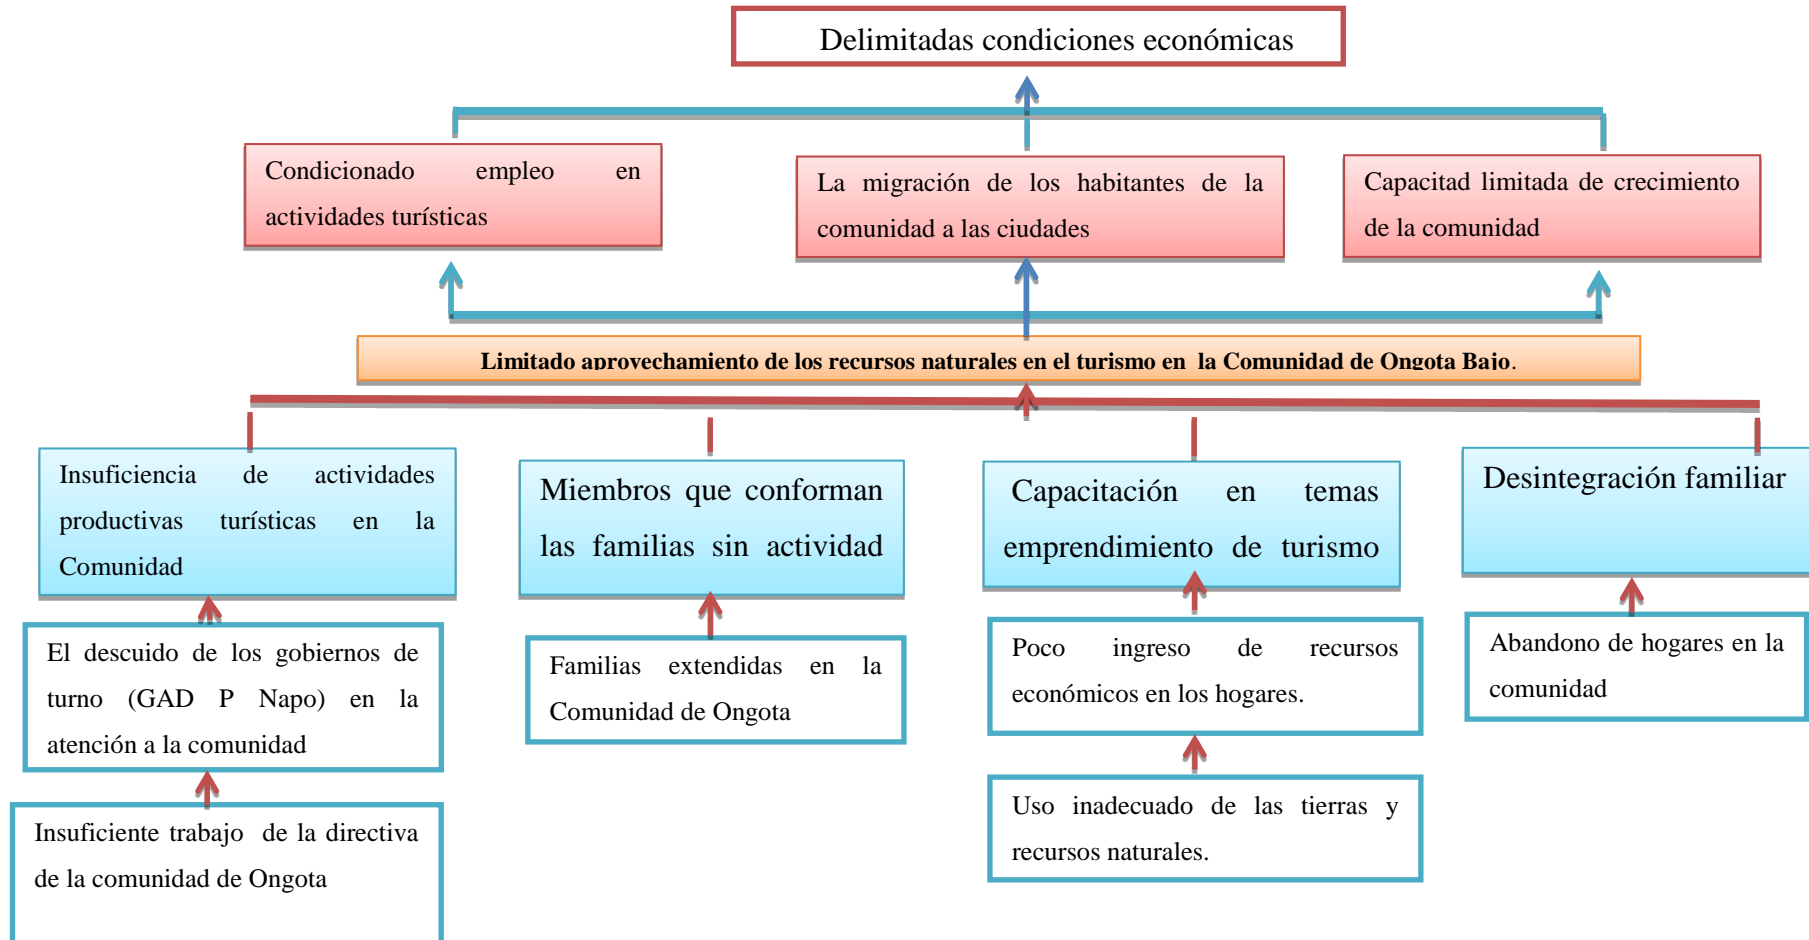 Delimitadas condiciones económicas
Condicionado empleo en
actividades turísticas
La migración de los habitantes de la
comunidad a las ciudades
Capacitad limitada de crecimiento
de la comunidad
Limitado aprovechamiento de los recursos naturales en el turismo en la Comunidad de Ongota Bajo.
Insuficiencia de actividades
productivas turísticas en la
Comunidad
Miembros que conforman
las familias sin actividad
Capacitación en temas
emprendimiento de turismo
Desintegración familiar
El descuido de los gobiernos de
turno (GAD P Napo) en la
atención a la comunidad
Familias extendidas en la
Comunidad de Ongota
Poco ingreso de recursos
económicos en los hogares.
Abandono de hogares en la
comunidad
Insuficiente trabajo de la directiva
de la comunidad de Ongota
Uso inadecuado de las tierras y
recursos naturales.